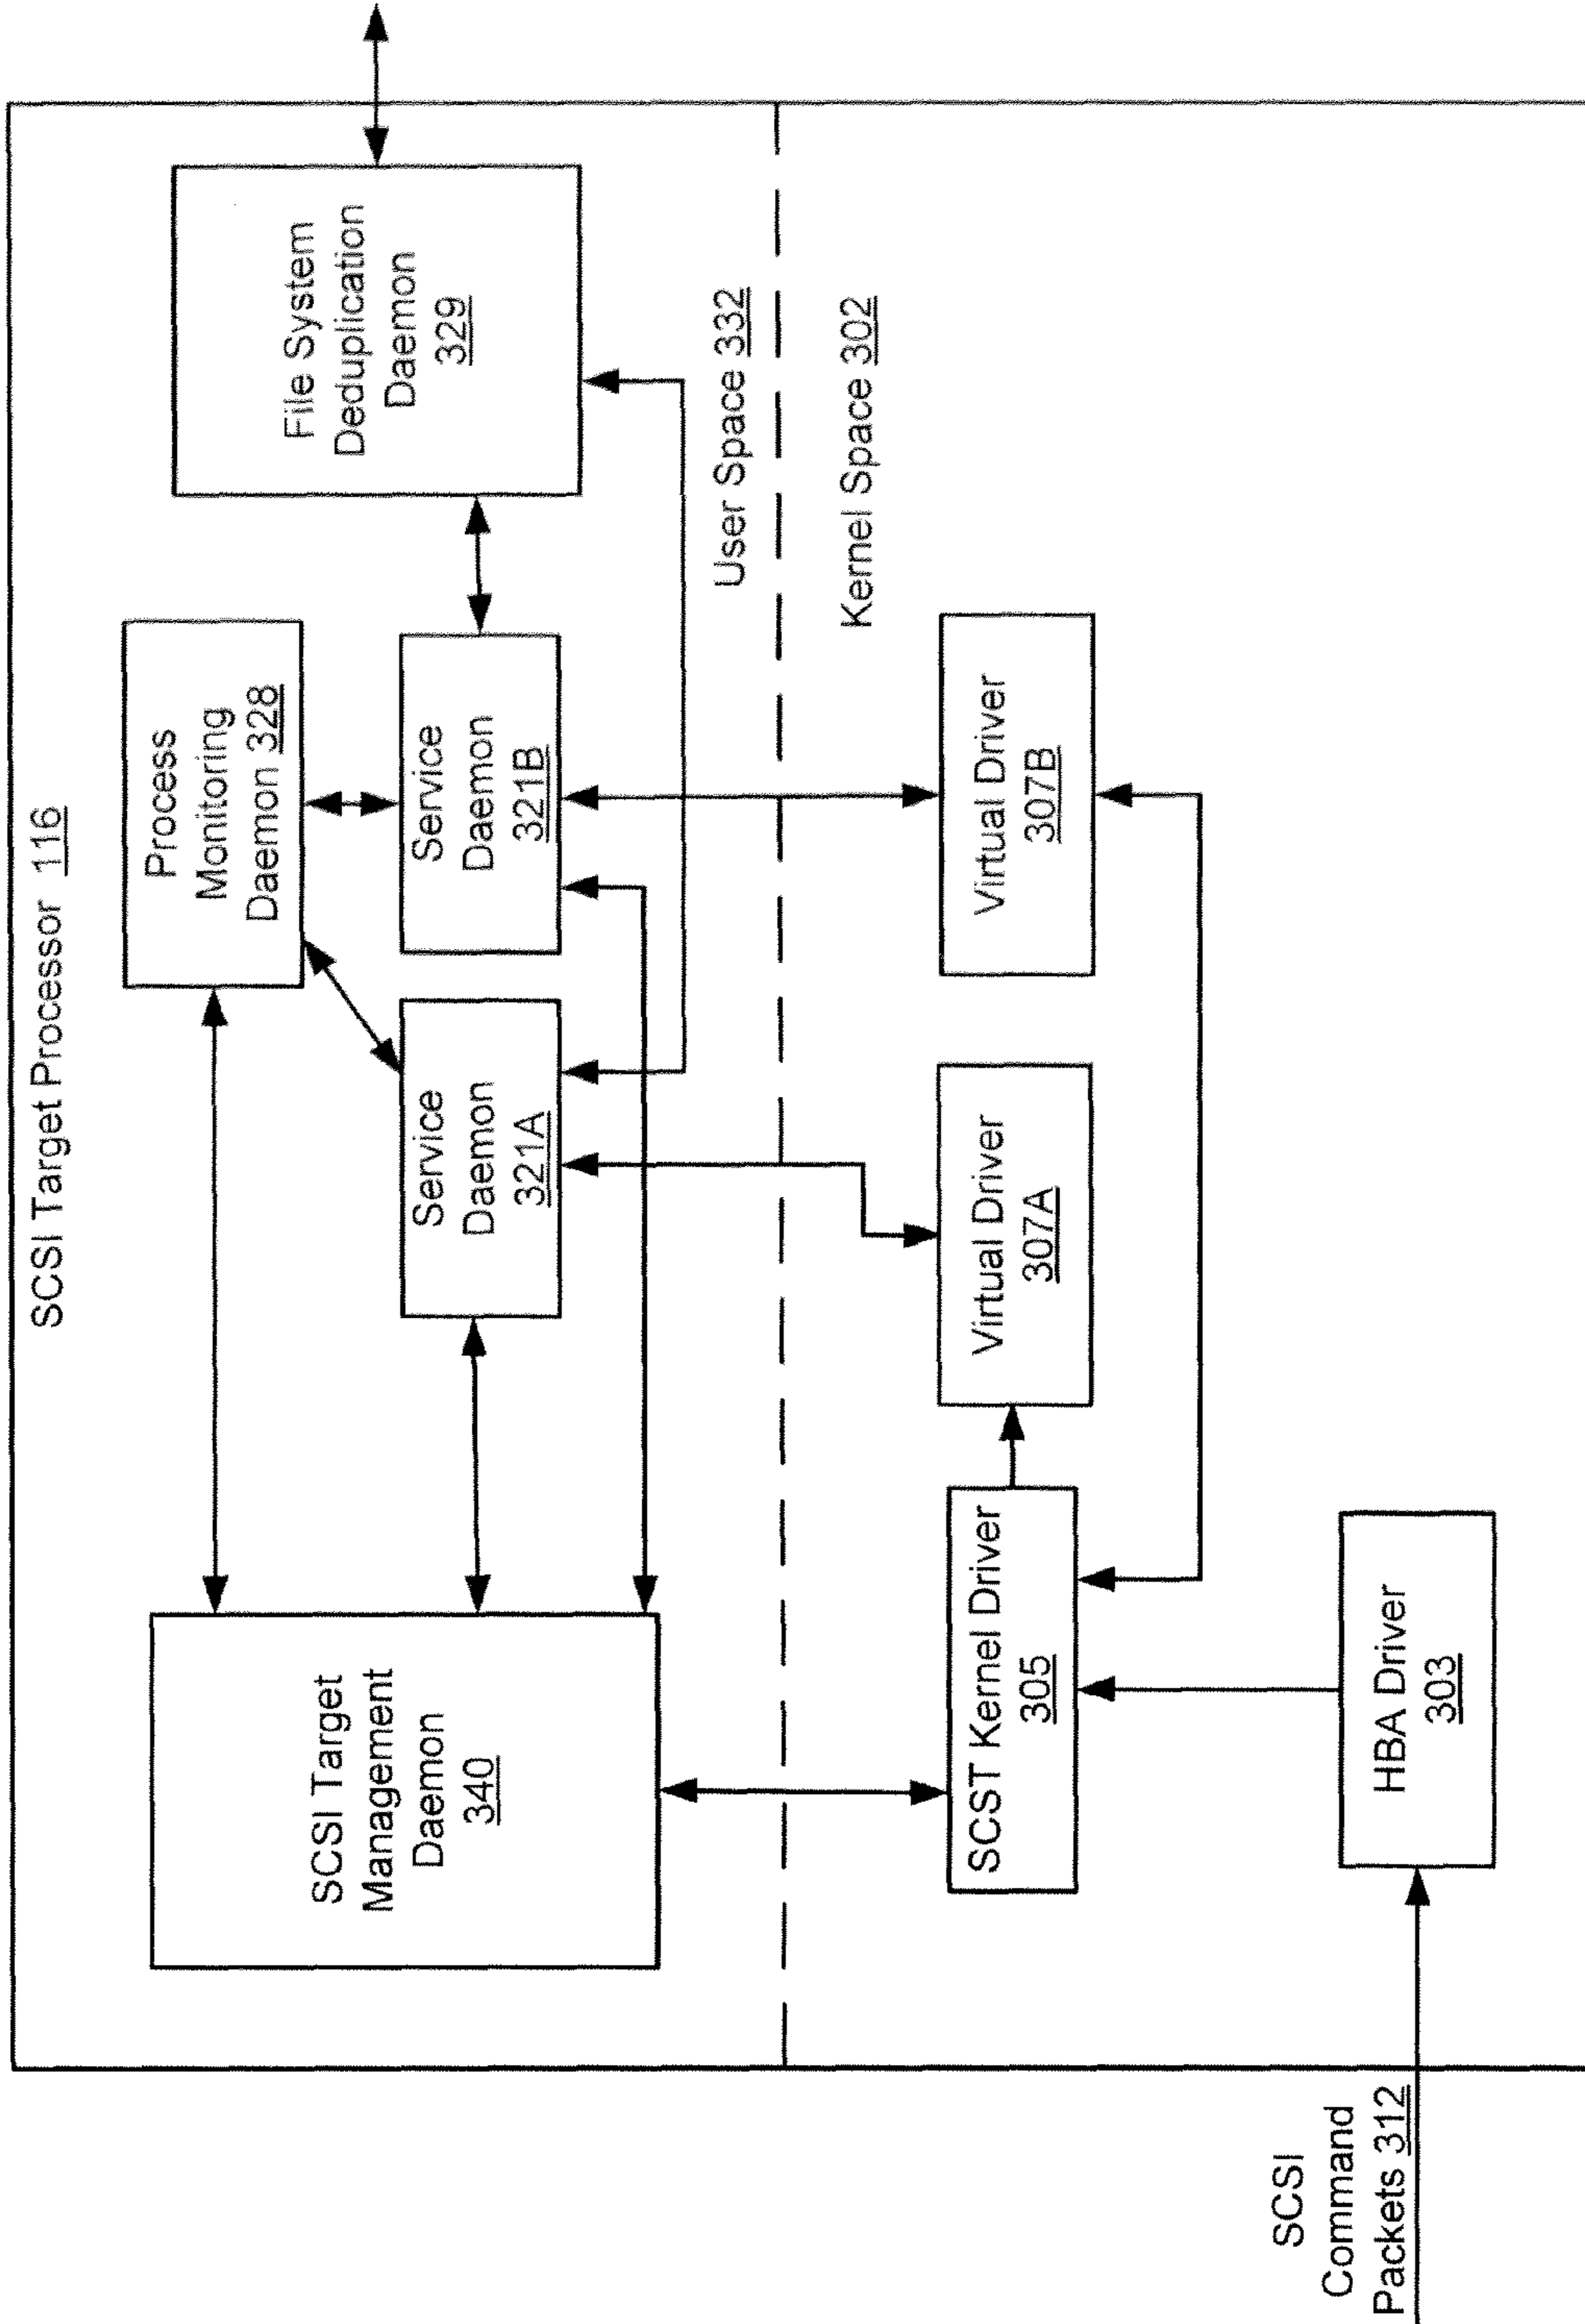 SCSI Target Processor 116
Process
Monitoring
Daemon 328
SCSI Target
Management
Daemon
340
Service
Daemon
321A
Service
Daemon
321B
File System
Deduplication
Daemon
329
User Space 332
Kernel Space 302
SCST Kernel Driver
305
Virtual Driver
307A
Virtual Driver
307B
HBA Driver
303
SCSI
Command
Packets 312